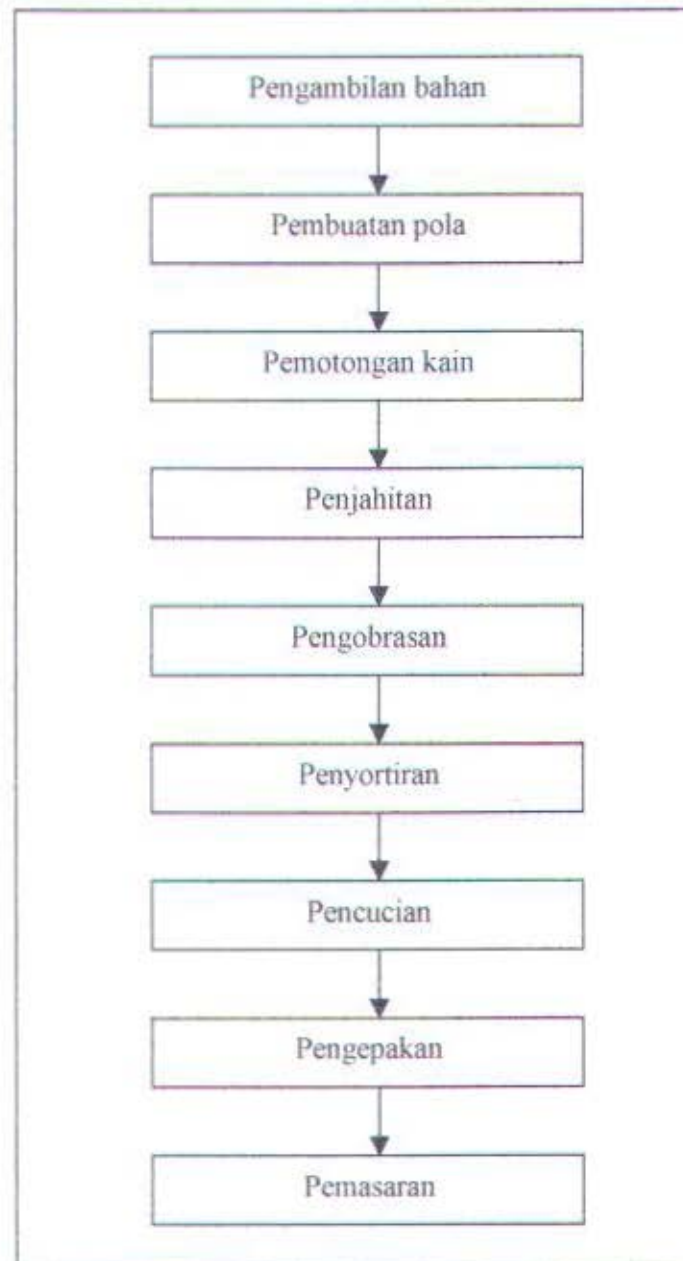 Pengambilan bahan
Pembuatan pola
Pemotongan kain
Penjahitan
Pengobrasan
Penyortiran
Pencucian
Pengepakan
Pemasaran